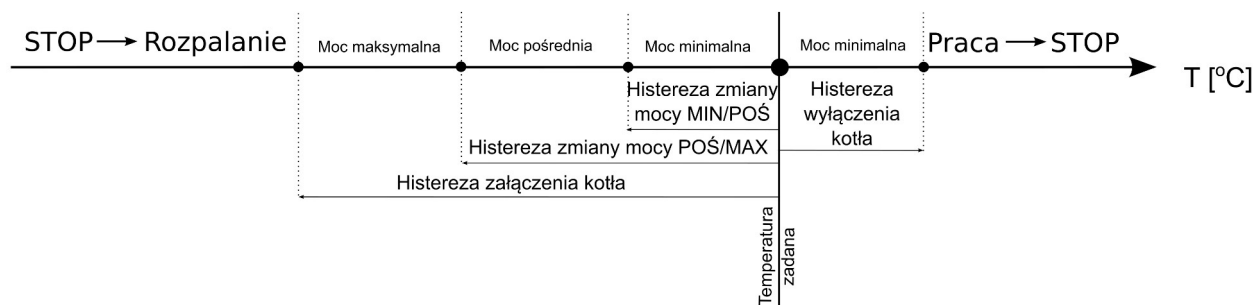 STOP → Rozpalanie
Moc maksymalna
Moc pośrednia
Moc minimalna
Moc minimalna
Praca → STOP
T [°C]
Histereza zmiany
mocy MIN/POŚ
Histereza
wyłączenia
kotła
Histereza zmiany mocy POŚ/MAX
Histereza załączenia kotła
Temperatura
zadana